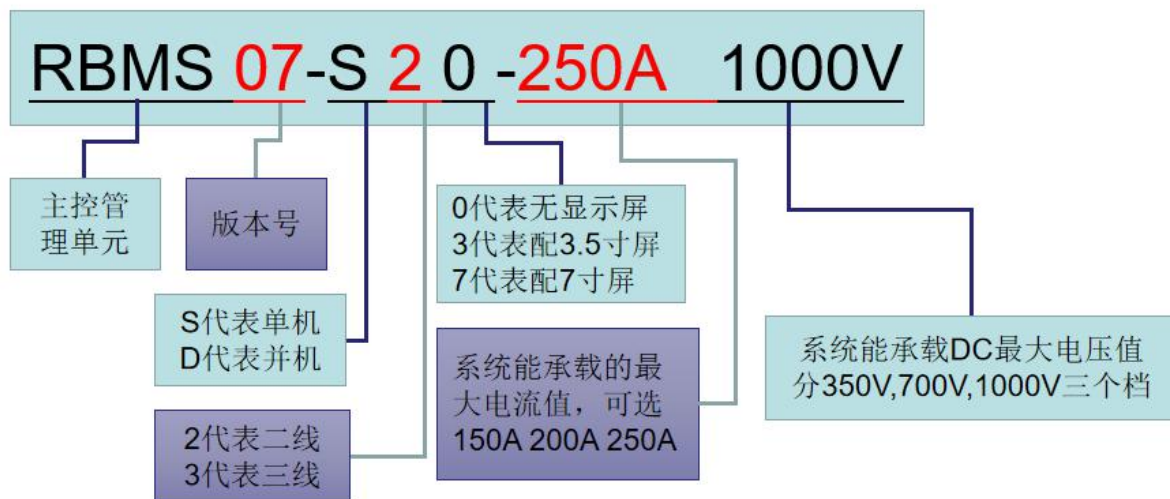 RBMS 07-S 2 0 -250A 1000V
主控管
理单元
版本号
0代表无显示屏
3代表配3.5寸屏
7代表配7寸屏
S代表单机
D代表并机
系统能承载的最
大电流值，可选
150A 200A 250A
系统能承载DC最大电压值
分350V,700V,1000V三个档
2代表二线
3代表三线